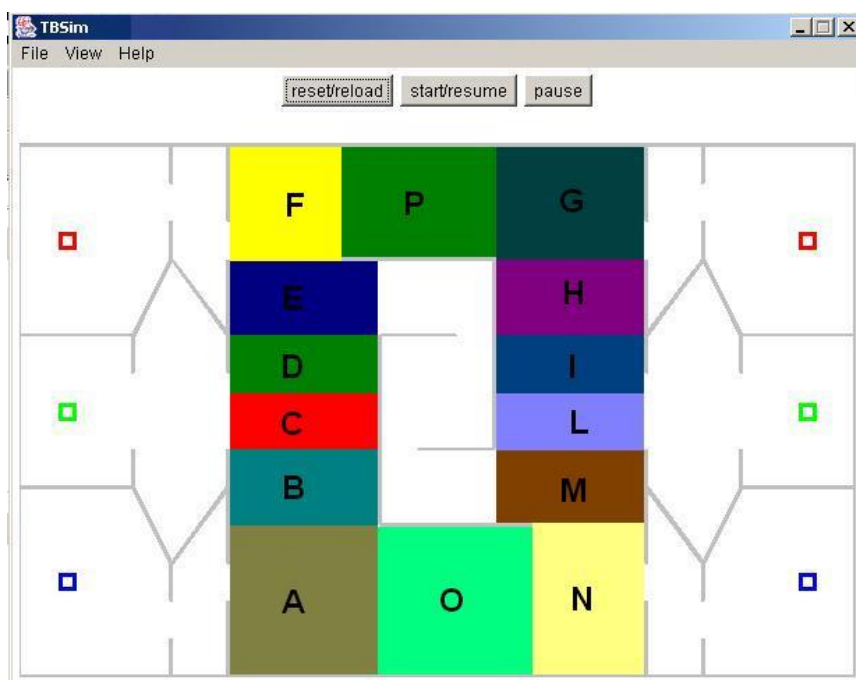 TBSim
File View Help
reset/reload start/resume pause
F P G
E H
D I
C L
B M
A O N